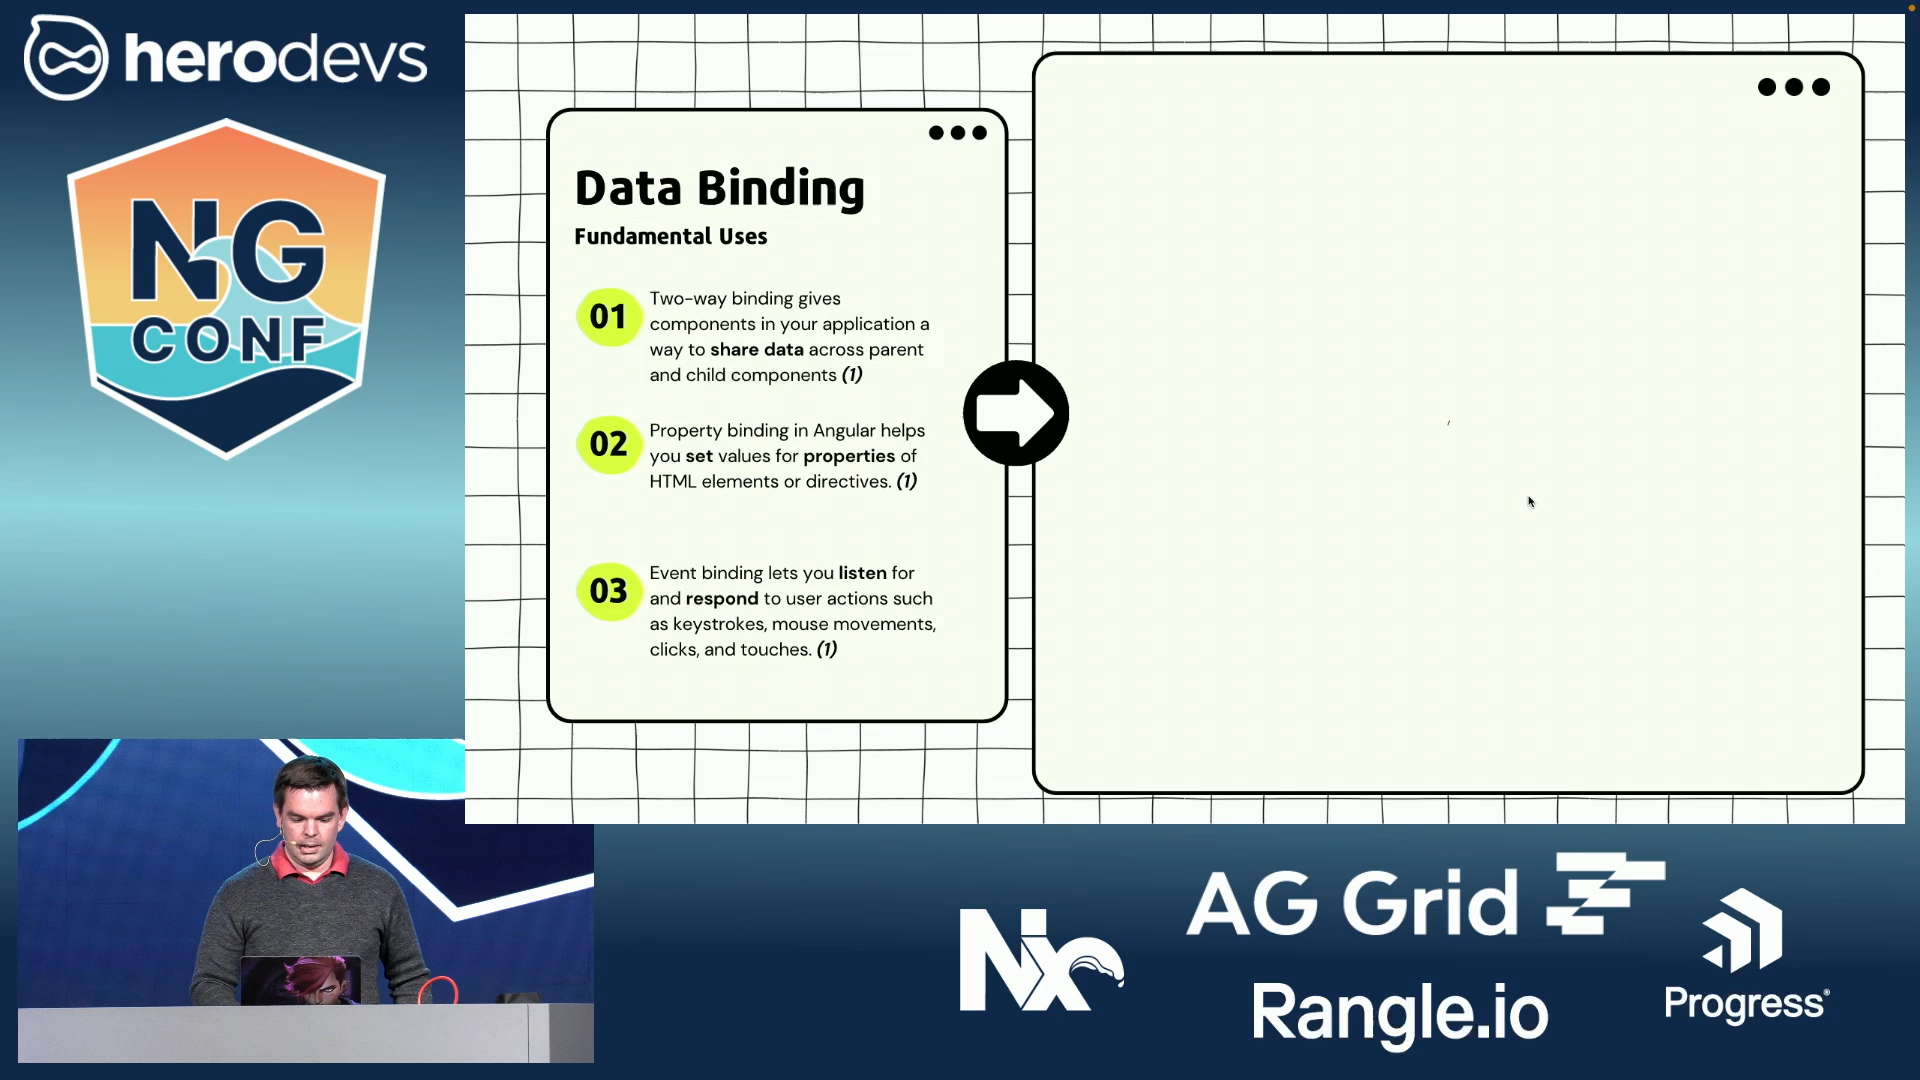 herodevs
NG
CONF
Data Binding
Fundamental Uses
01
Two-way binding gives
components in your application a
way to share data across parent
and child components (1)
02
Property binding in Angular helps
you set values for properties of
HTML elements or directives. (1)
03
Event binding lets you listen for
and respond to user actions such
as keystrokes, mouse movements,
clicks, and touches. (1)
Nx
AG Grid
Rangle.io
Progress®